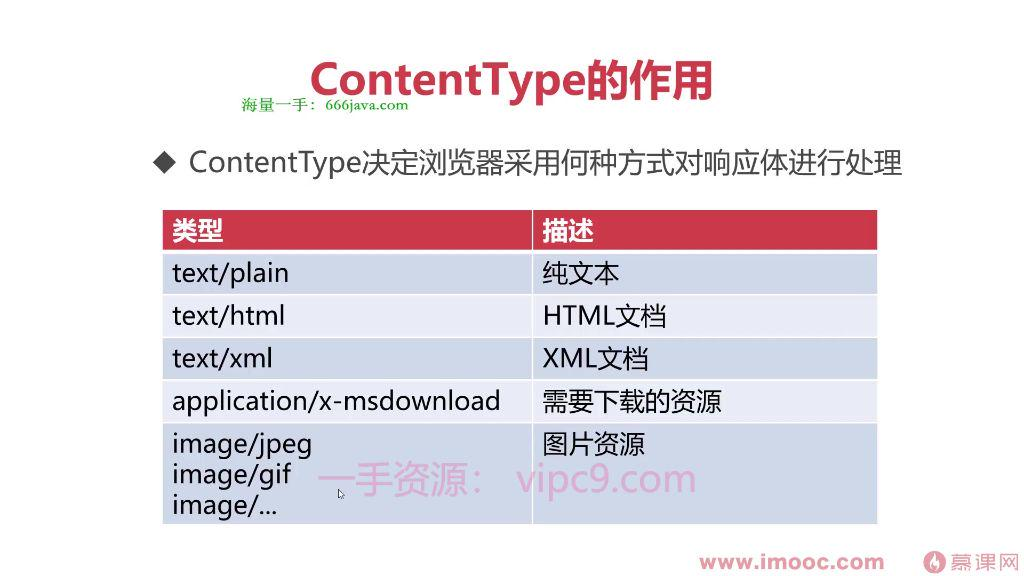 ContentType的作用
海量一手：666java.com
◆ ContentType决定浏览器采用何种方式对响应体进行处理
类型 描述
text/plain 纯文本
text/html HTML文档
text/xml XML文档
application/x-msdownload 需要下载的资源
image/jpeg 图片资源
image/gif
一手资源： vipc9.com
image/...
www.imooc.com 慕课网